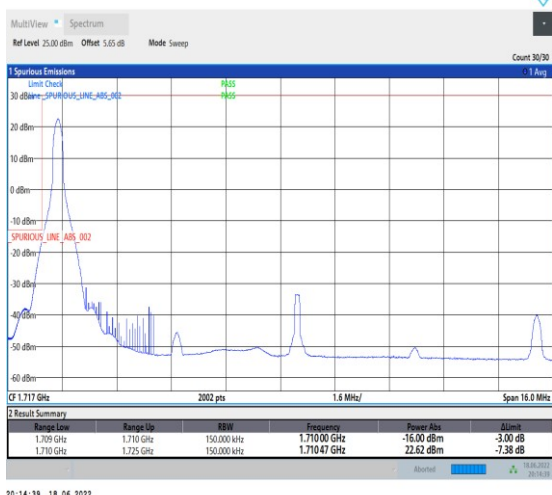 MultiView Spectrum
Ref Level 25.00 dBm Offset 5.65 dB Mode Sweep
Count 30/30
1 Spurious Emissions 1 Avg
Limit Check PASS
Line _SPURIOUS_LINE_ABS_002 PASS
30 dBm
20 dBm
10 dBm
0 dBm
-10 dBm
_SPURIOUS_LINE_ABS_002
-20 dBm
-30 dBm
-40 dBm
-50 dBm
-60 dBm
CF 1.717 GHz 2002 pts 1.6 MHz/ Span 16.0 MHz
2 Result Summary
Range Low Range Up RBW Frequency Power Abs ΔLimit
1.709 GHz 1.710 GHz 150.000 kHz 1.71000 GHz -16.00 dBm -3.00 dB
1.710 GHz 1.725 GHz 150.000 kHz 1.71047 GHz 22.62 dBm -7.38 dB
Aborted 18.06.2022
20:14:38
20:14:39 18.06.2022